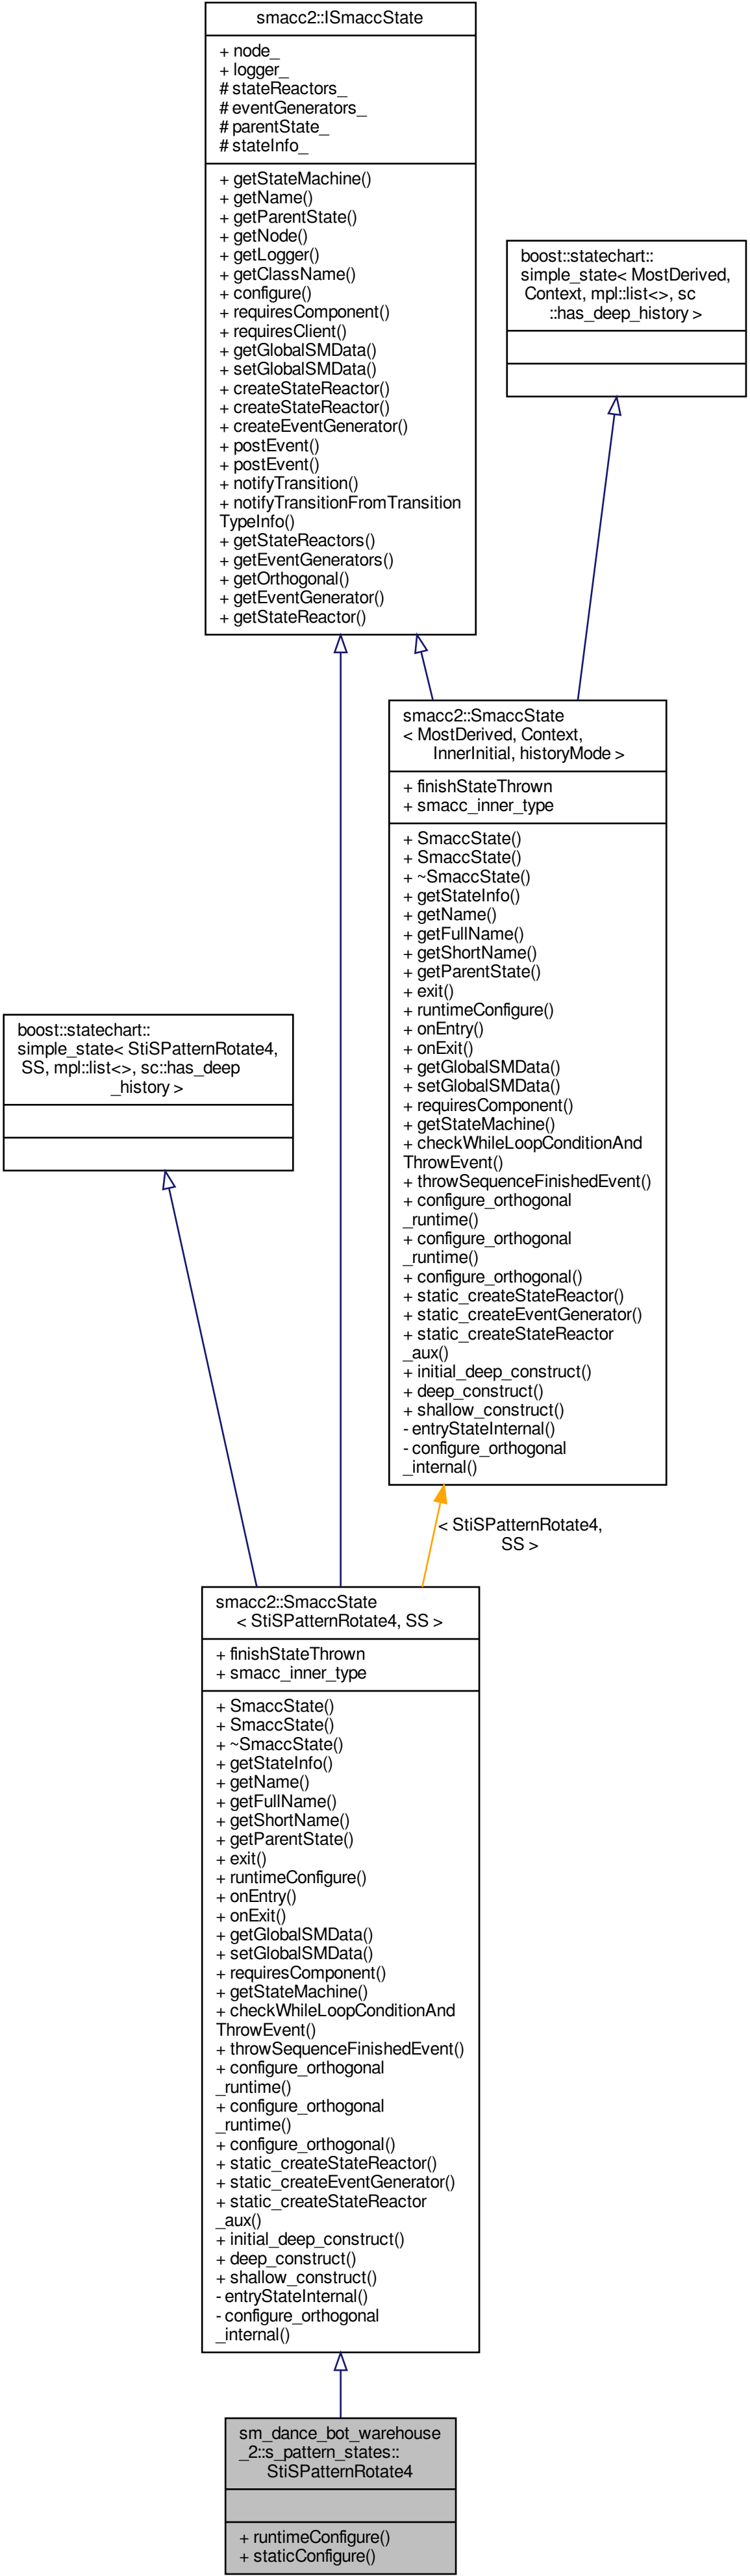 smacc2::ISmaccState
+ node_
+ logger_
# stateReactors_
# eventGenerators_
# parentState_
# stateInfo_
+ getStateMachine()
+ getName()
+ getParentState()
+ getNode()
+ getLogger()
+ getClassName()
+ configure()
+ requiresComponent()
+ requiresClient()
+ getGlobalSMData()
+ setGlobalSMData()
+ createStateReactor()
+ createStateReactor()
+ createEventGenerator()
+ postEvent()
+ postEvent()
+ notifyTransition()
+ notifyTransitionFromTransition
TypeInfo()
+ getStateReactors()
+ getEventGenerators()
+ getOrthogonal()
+ getEventGenerator()
+ getStateReactor()
boost::statechart::
simple_state< MostDerived,
Context, mpl::list<>, sc
::has_deep_history >
smacc2::SmaccState
< MostDerived, Context,
InnerInitial, historyMode >
+ finishStateThrown
+ smacc_inner_type
+ SmaccState()
+ SmaccState()
+ ~SmaccState()
+ getStateInfo()
+ getName()
+ getFullName()
+ getShortName()
+ getParentState()
+ exit()
+ runtimeConfigure()
+ onEntry()
+ onExit()
+ getGlobalSMData()
+ setGlobalSMData()
+ requiresComponent()
+ getStateMachine()
+ checkWhileLoopConditionAnd
ThrowEvent()
+ throwSequenceFinishedEvent()
+ configure_orthogonal
_runtime()
+ configure_orthogonal
_runtime()
+ configure_orthogonal()
+ static_createStateReactor()
+ static_createEventGenerator()
+ static_createStateReactor
_aux()
+ initial_deep_construct()
+ deep_construct()
+ shallow_construct()
- entryStateInternal()
- configure_orthogonal
_internal()
boost::statechart::
simple_state< StiSPatternRotate4,
SS, mpl::list<>, sc::has_deep
_history >
< StiSPatternRotate4,
SS >
smacc2::SmaccState
< StiSPatternRotate4, SS >
+ finishStateThrown
+ smacc_inner_type
+ SmaccState()
+ SmaccState()
+ ~SmaccState()
+ getStateInfo()
+ getName()
+ getFullName()
+ getShortName()
+ getParentState()
+ exit()
+ runtimeConfigure()
+ onEntry()
+ onExit()
+ getGlobalSMData()
+ setGlobalSMData()
+ requiresComponent()
+ getStateMachine()
+ checkWhileLoopConditionAnd
ThrowEvent()
+ throwSequenceFinishedEvent()
+ configure_orthogonal
_runtime()
+ configure_orthogonal
_runtime()
+ configure_orthogonal()
+ static_createStateReactor()
+ static_createEventGenerator()
+ static_createStateReactor
_aux()
+ initial_deep_construct()
+ deep_construct()
+ shallow_construct()
- entryStateInternal()
- configure_orthogonal
_internal()
sm_dance_bot_warehouse
_2::s_pattern_states::
StiSPatternRotate4
+ runtimeConfigure()
+ staticConfigure()